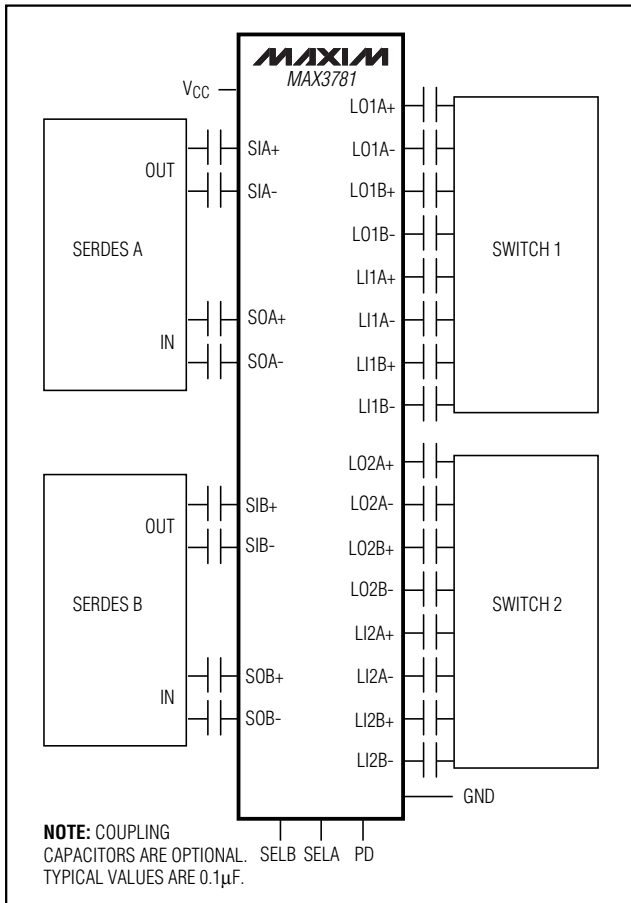 MAXIM
MAX3781
VCC
SERDES A
OUT
IN
SIA+
SIA-
SOA+
SOA-
SERDES B
OUT
IN
SIB+
SIB-
SOB+
SOB-
LO1A+
LO1A-
LO1B+
LO1B-
LI1A+
LI1A-
LI1B+
LI1B-
SWITCH 1
LO2A+
LO2A-
LO2B+
LO2B-
LI2A+
LI2A-
LI2B+
LI2B-
SWITCH 2
GND
SELB SELA PD
NOTE: COUPLING
CAPACITORS ARE OPTIONAL.
TYPICAL VALUES ARE 0.1µF.